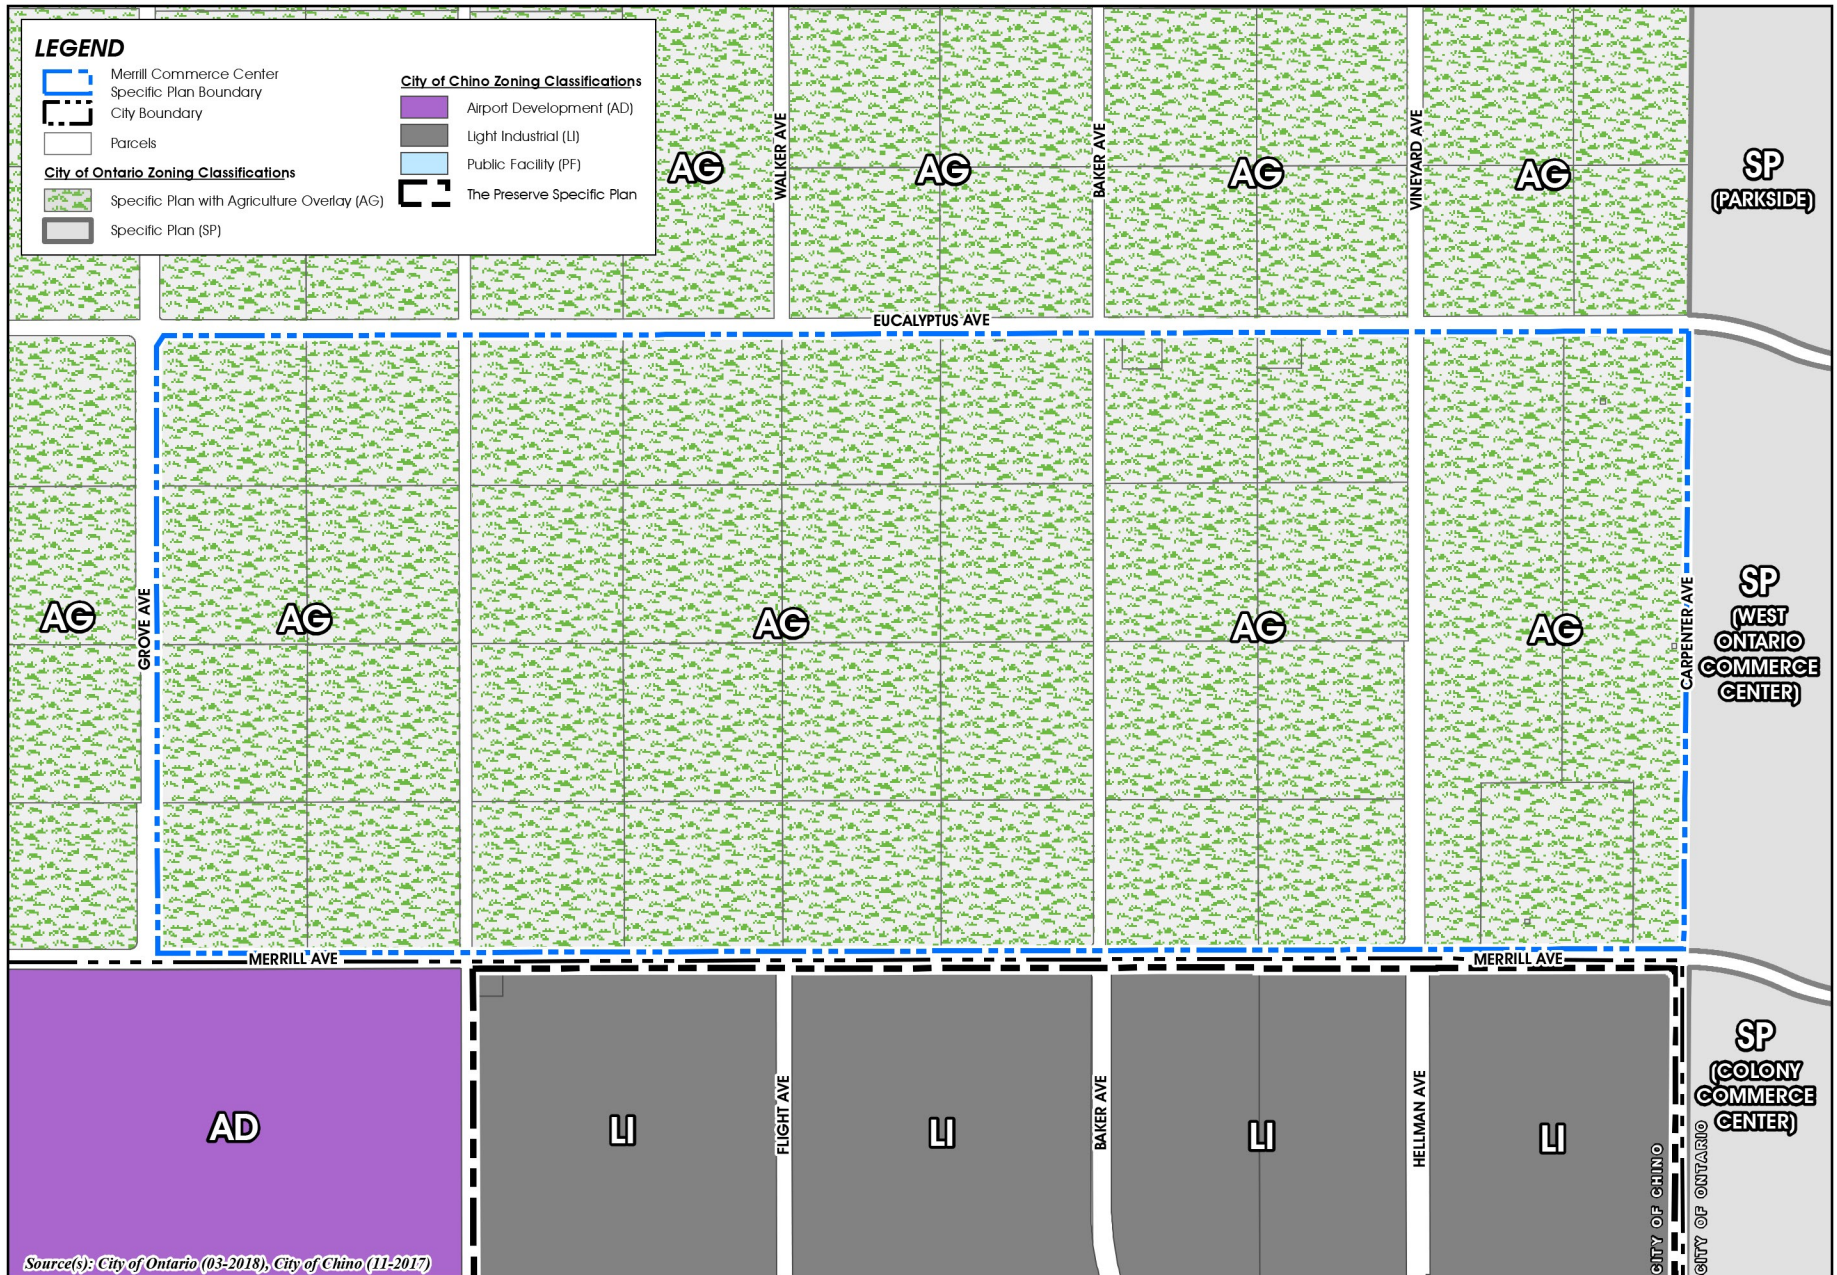 LEGEND
Merrill Commerce Center
Specific Plan Boundary
City Boundary
Parcels
City of Ontario Zoning Classifications
Specific Plan with Agriculture Overlay (AG)
Specific Plan (SP)
City of Chino Zoning Classifications
Airport Development (AD)
Light Industrial (LI)
Public Facility (PF)
The Preserve Specific Plan
AG
WALKER AVE
AG
BAKER AVE
AG
VINEYARD AVE
AG
SP
(PARKSIDE)
EUCALYPTUS AVE
AG
GROVE AVE
AG
AG
AG
AG
CARPENTER AVE
SP
(WEST
ONTARIO
COMMERCE
CENTER)
MERRILL AVE
MERRILL AVE
AD
LI
FLIGHT AVE
LI
BAKER AVE
LI
HELLMAN AVE
LI
CITY OF CHINO
CITY OF ONTARIO
SP
(COLONY
COMMERCE
CENTER)
Source(s): City of Ontario (03-2018), City of Chino (11-2017)